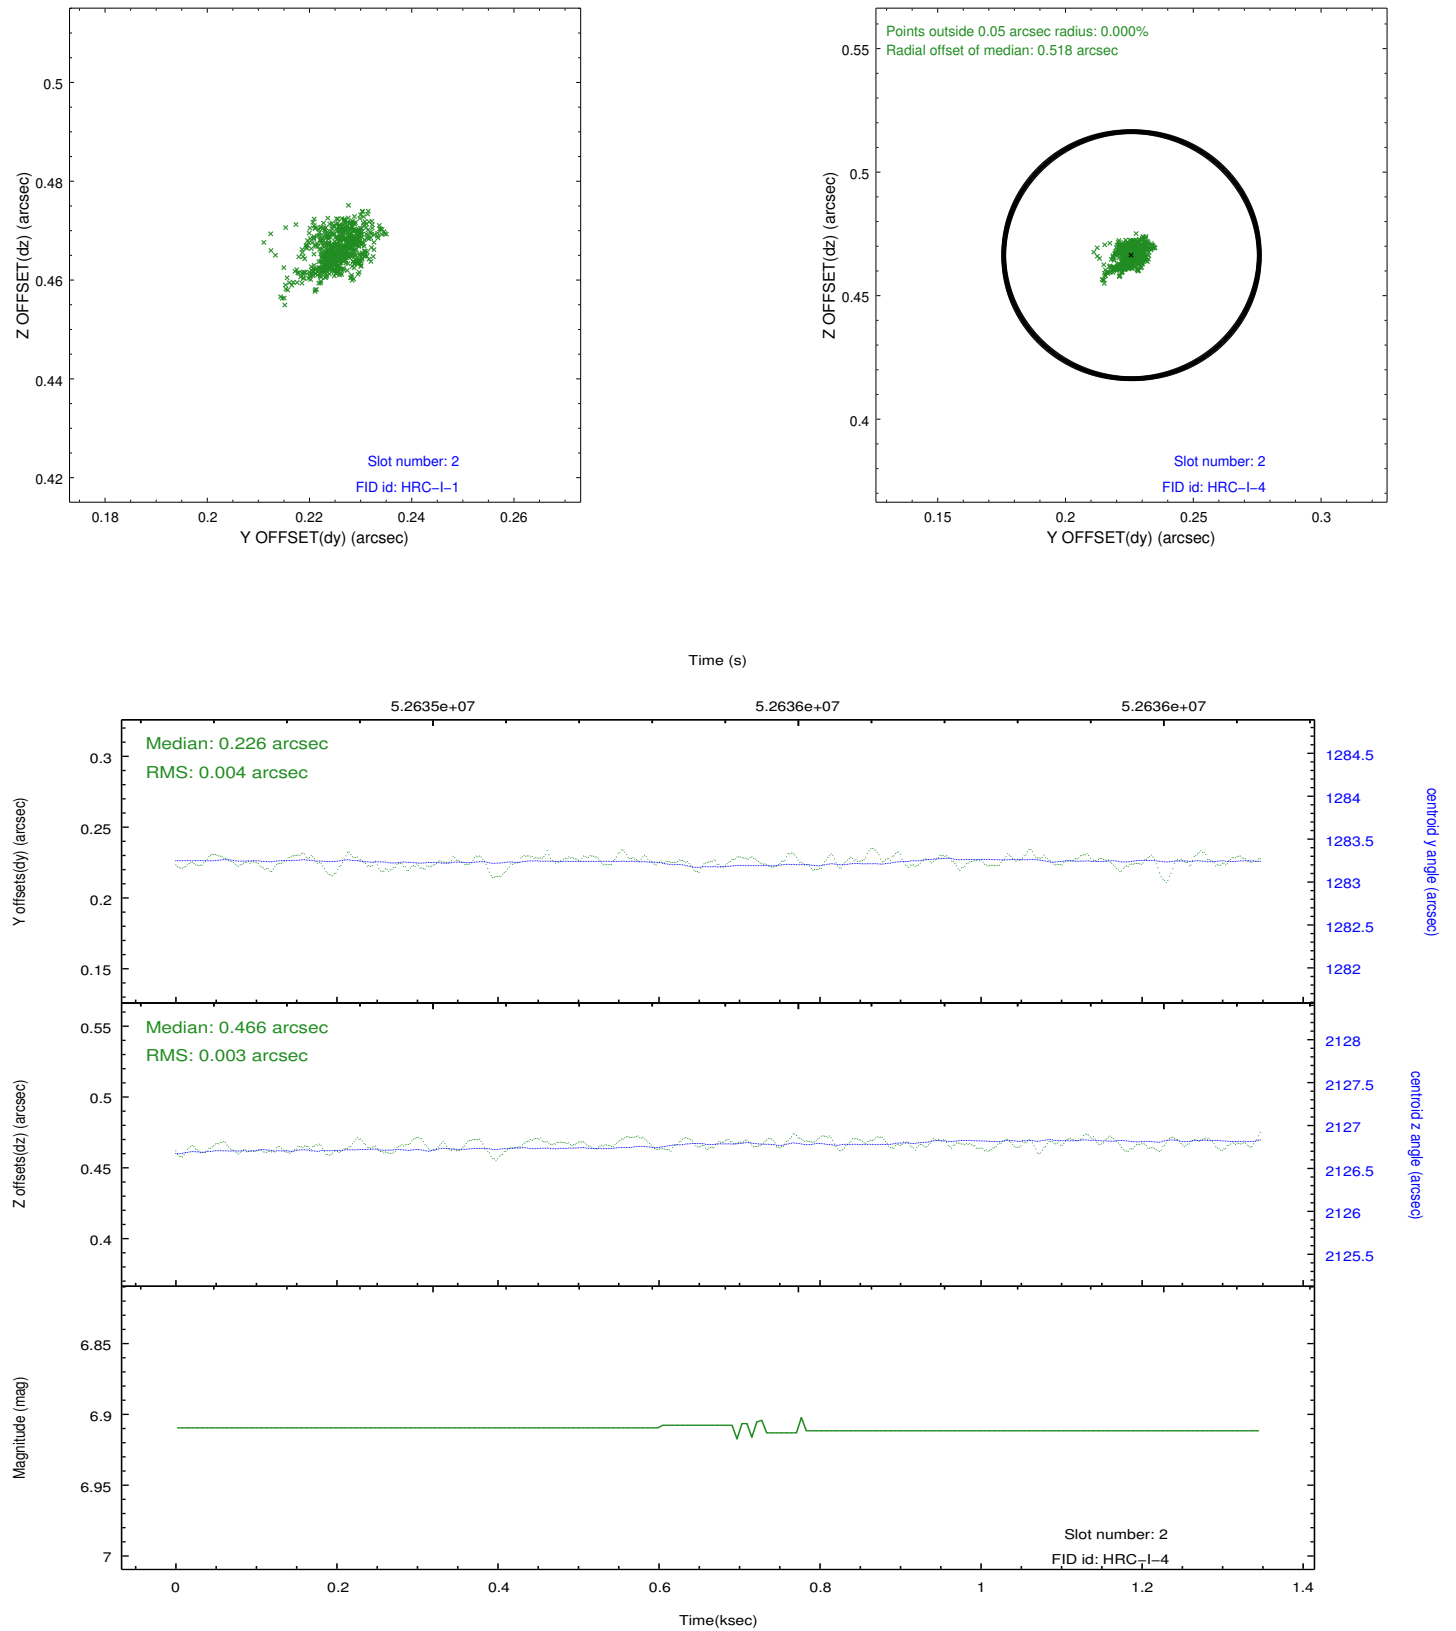 0.5
0.48
0.46
0.44
0.42
Z OFFSET(dz) (arcsec)
Slot number: 2
FID id: HRC-I-1
0.18
0.2
0.22
0.24
0.26
Y OFFSET(dy) (arcsec)
Points outside 0.05 arcsec radius: 0.000%
Radial offset of median: 0.518 arcsec
0.55
0.5
0.45
0.4
Z OFFSET(dz) (arcsec)
Slot number: 2
FID id: HRC-I-4
0.15
0.2
0.25
0.3
Y OFFSET(dy) (arcsec)
Time (s)
5.2635e+07
5.2636e+07
5.2636e+07
Median: 0.226 arcsec
RMS: 0.004 arcsec
0.3
0.25
0.2
0.15
Y offsets(dy) (arcsec)
1284.5
1284
1283.5
1283
1282.5
1282
centroid y angle (arcsec)
Median: 0.466 arcsec
RMS: 0.003 arcsec
0.55
0.5
0.45
0.4
Z offsets(dz) (arcsec)
2128
2127.5
2127
2126.5
2126
2125.5
centroid z angle (arcsec)
6.85
6.9
6.95
7
Magnitude (mag)
Slot number: 2
FID id: HRC-I-4
0
0.2
0.4
0.6
0.8
1
1.2
1.4
Time(ksec)